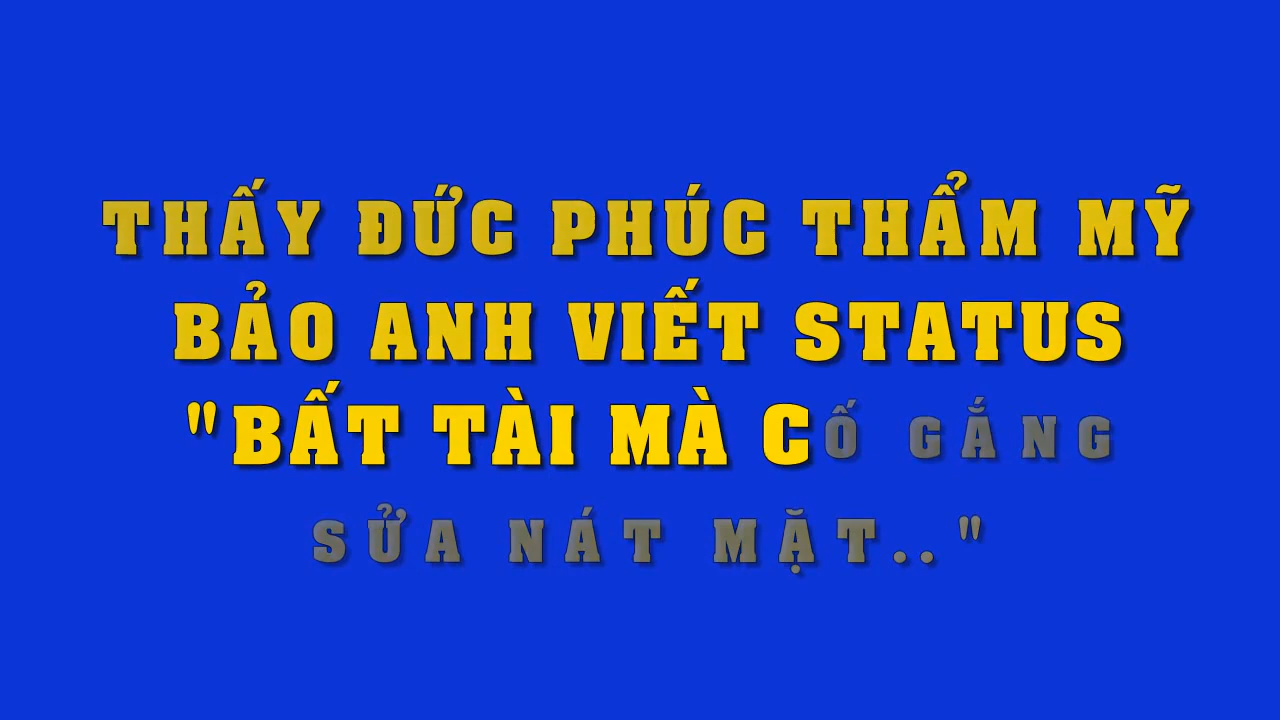 THẤY ĐỨC PHÚC THẨM MỸ
BẢO ANH VIẾT STATUS
"BẤT TÀI MÀ CỐ GẮNG
SỬA NÁT MẶT.."